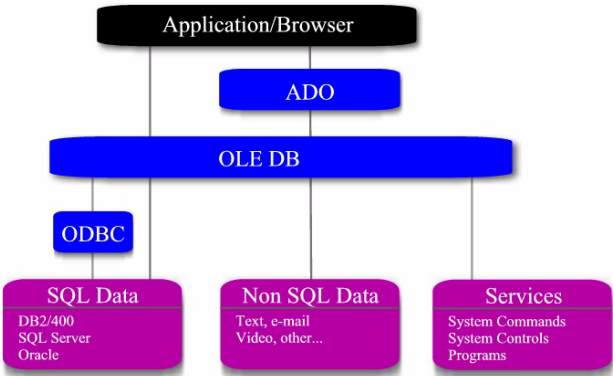 Application/Browser
ADO
OLE DB
ODBC
SQL Data
DB2/400
SQL Server
Oracle
Non SQL Data
Text, e-mail
Video, other...
Services
System Commands
System Controls
Programs